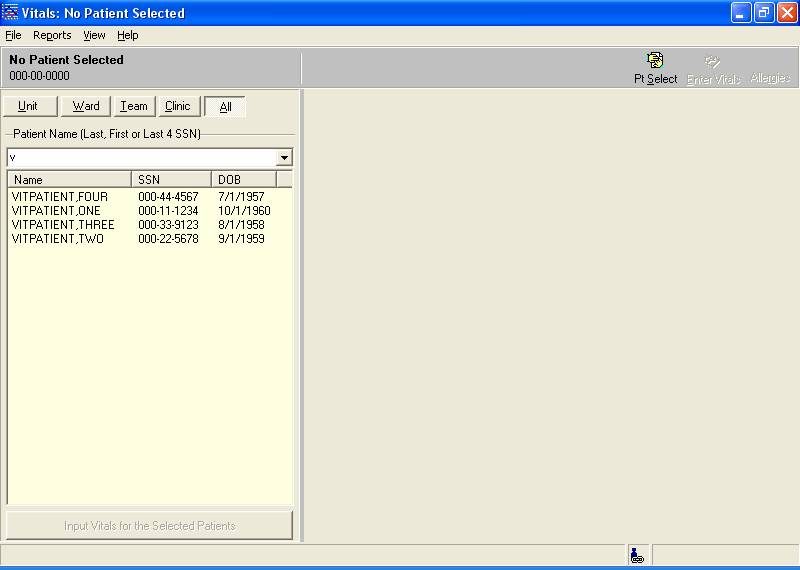 Vitals: No Patient Selected
File Reports View Help
No Patient Selected
000-00-0000
Pt Select Enter Vitals Allergies
Unit Ward Team Clinic All
Patient Name (Last, First or Last 4 SSN)
v
Name SSN DOB
VITPATIENT,FOUR 000-44-4567 7/1/1957
VITPATIENT,ONE 000-11-1234 10/1/1960
VITPATIENT,THREE 000-33-9123 8/1/1958
VITPATIENT,TWO 000-22-5678 9/1/1959
Input Vitals for the Selected Patients